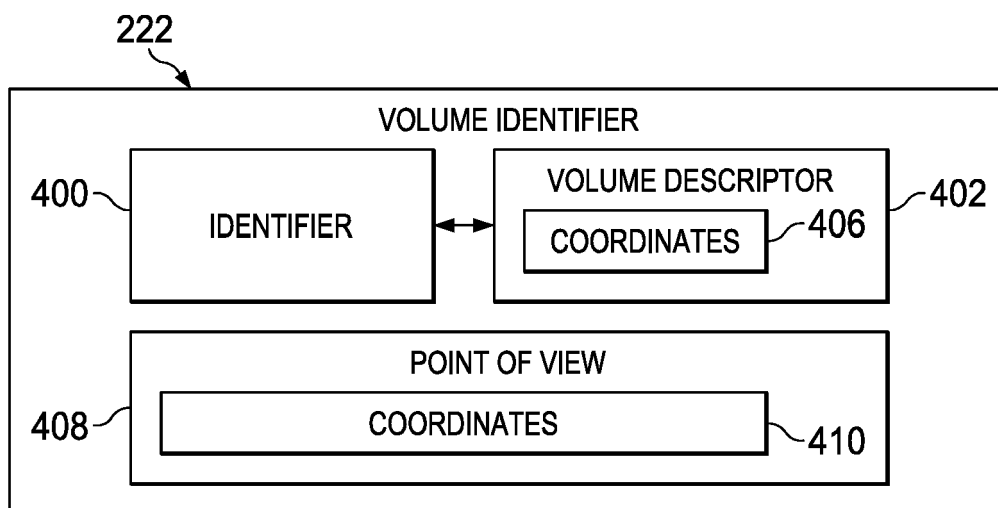 222
VOLUME IDENTIFIER
400
IDENTIFIER
VOLUME DESCRIPTOR
402
COORDINATES
406
POINT OF VIEW
408
COORDINATES
410